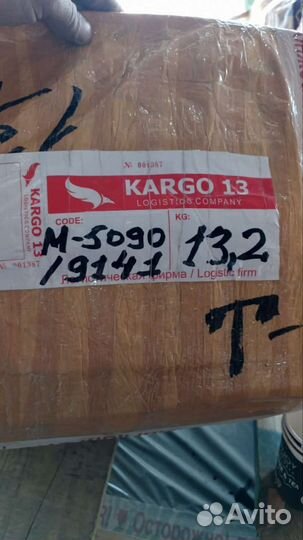 № 001387
KARGO 13
LOGISTICS COMPANY
CODE:
KG:
M-5090
/9141
13,2
Логистическая фирма / Logistic firm
KARGO 13
№ 001387
T-
Осторожно
Avito